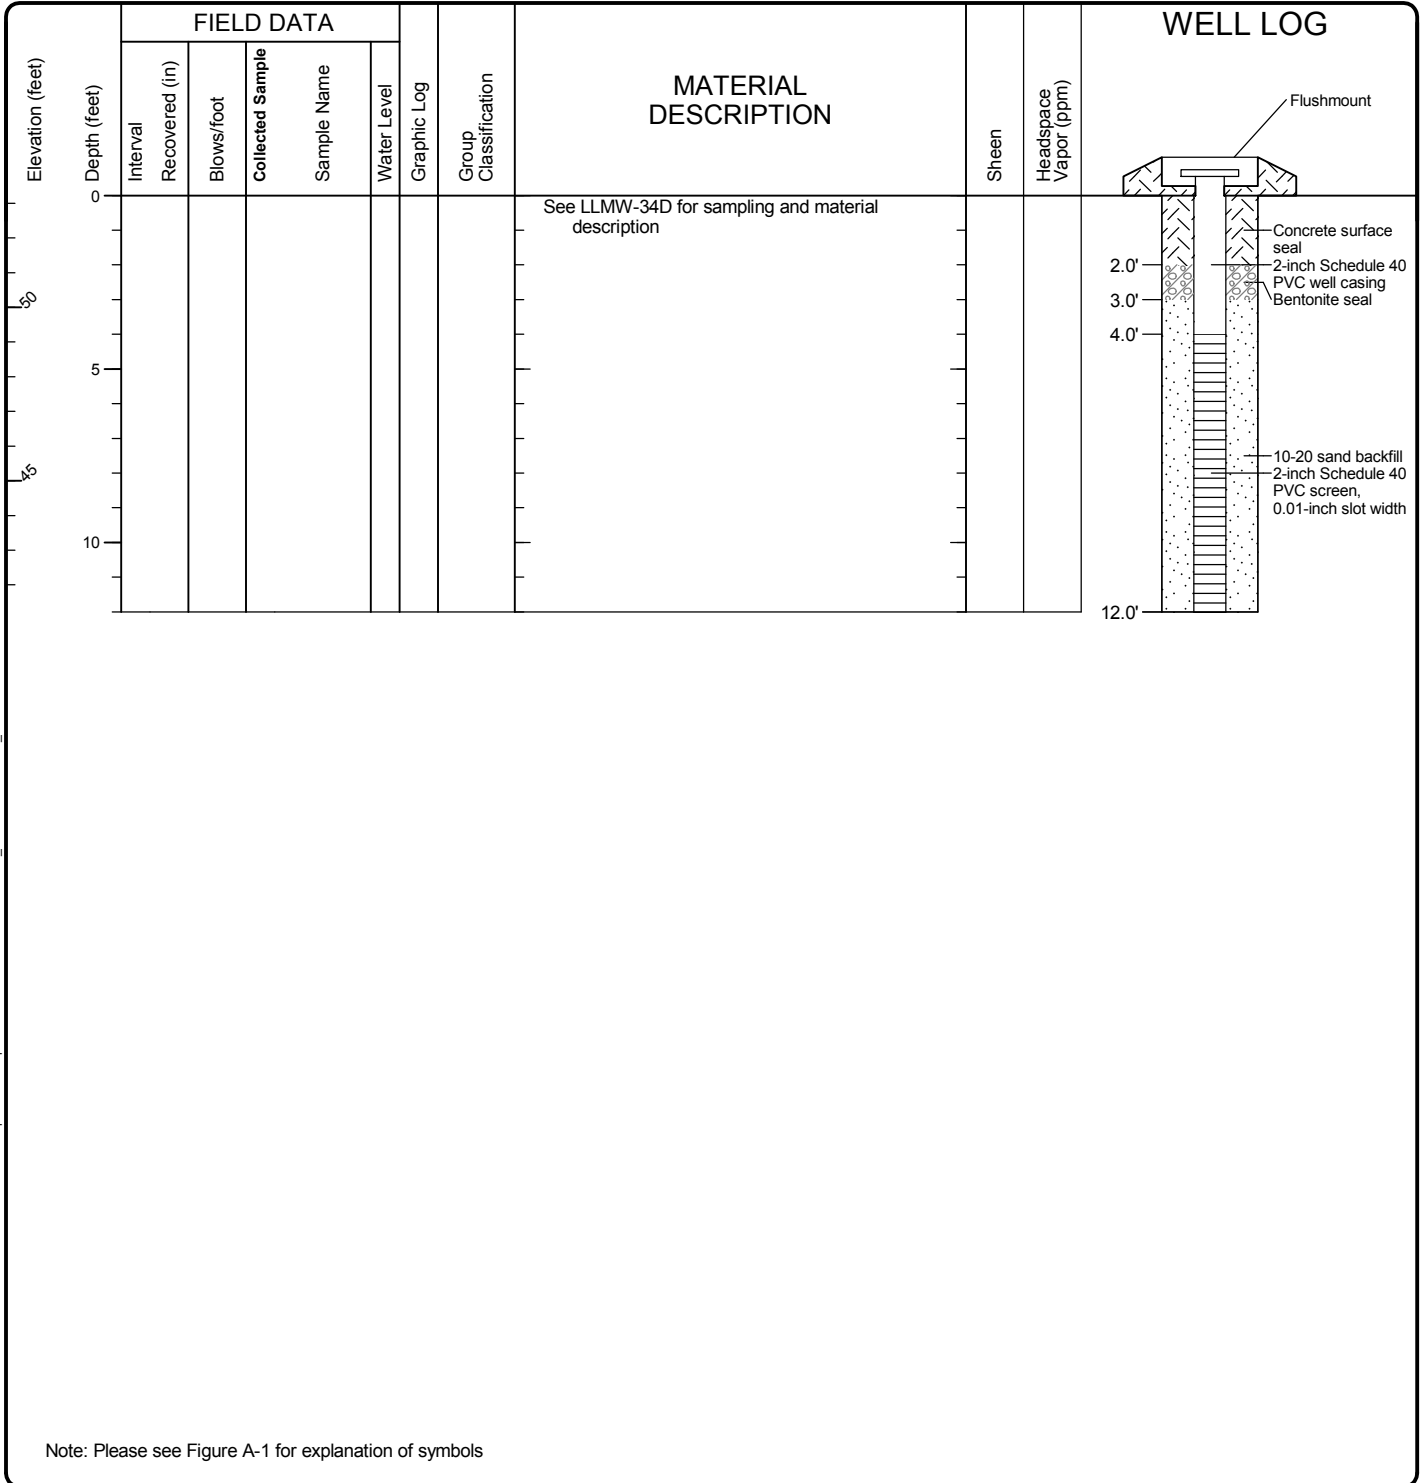 FIELD DATA
WELL LOG
Elevation (feet)
Depth (feet)
Interval
Recovered (in)
Blows/foot
Collected Sample
Sample Name
Water Level
Graphic Log
Group
Classification
MATERIAL
DESCRIPTION
Sheen
Headspace
Vapor (ppm)
Flushmount
0
See LLMW-34D for sampling and material
description
Concrete surface
seal
2.0'
2-inch Schedule 40
PVC well casing
50
3.0'
Bentonite seal
4.0'
5
10-20 sand backfill
45
2-inch Schedule 40
PVC screen,
0.01-inch slot width
10
12.0'
Note: Please see Figure A-1 for explanation of symbols